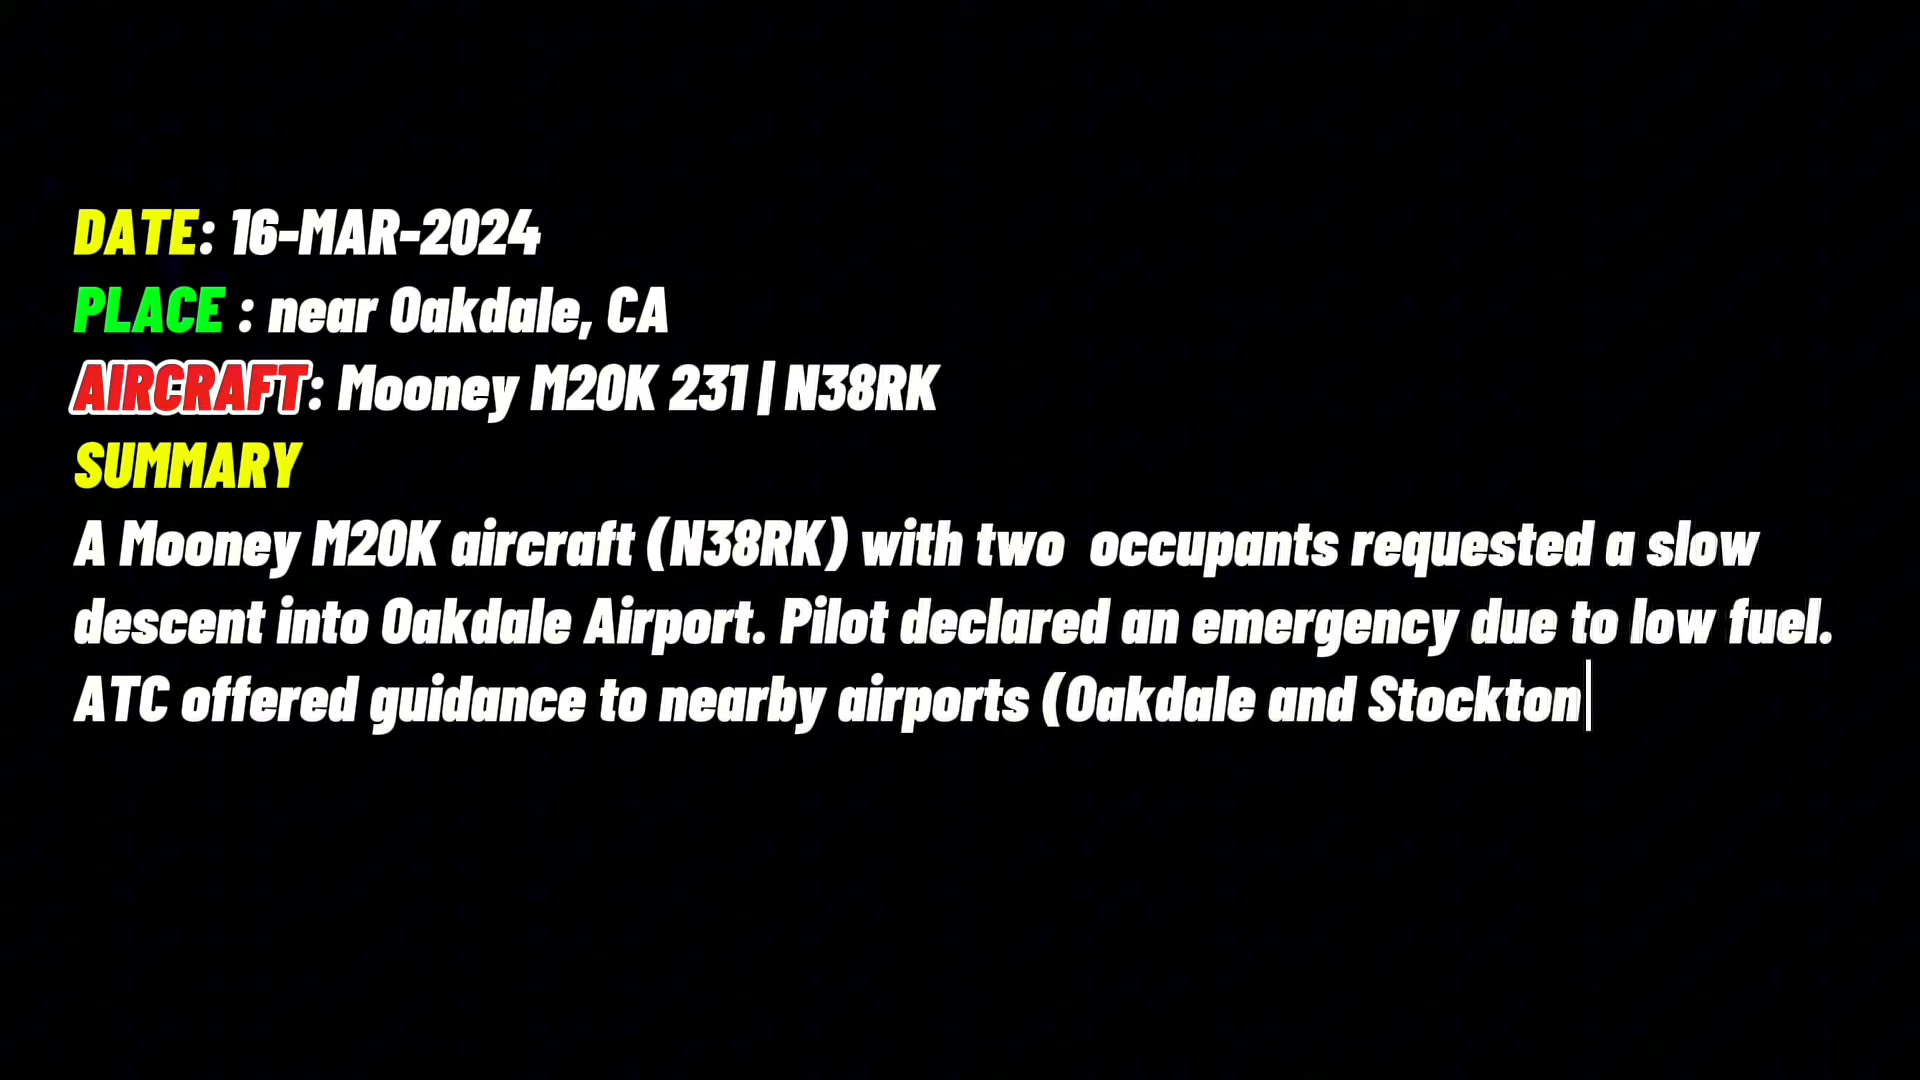 DATE: 16-MAR-2024
PLACE : near Oakdale, CA
AIRCRAFT: Mooney M20K 231 | N38RK
SUMMARY
A Mooney M20K aircraft (N38RK) with two  occupants requested a slow
descent into Oakdale Airport. Pilot declared an emergency due to low fuel.
ATC offered guidance to nearby airports (Oakdale and Stockton